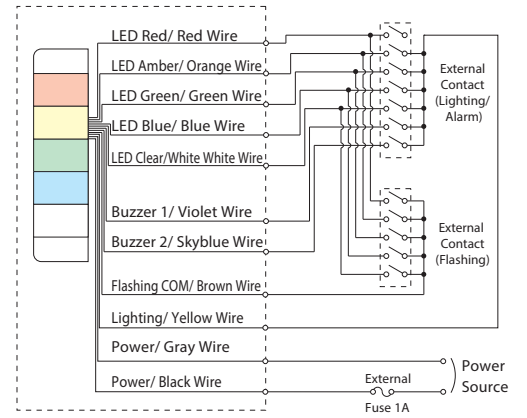 LED Red/ Red Wire
LED Amber/ Orange Wire
LED Green/ Green Wire
LED Blue/ Blue Wire
LED Clear/White White Wire
Buzzer 1/ Violet Wire
Buzzer 2/ Skyblue Wire
Flashing COM/ Brown Wire
Lighting/ Yellow Wire
Power/ Gray Wire
Power/ Black Wire
External
Contact
(Lighting/
Alarm)
External
Contact
(Flashing)
External
Fuse 1A
Power
Source